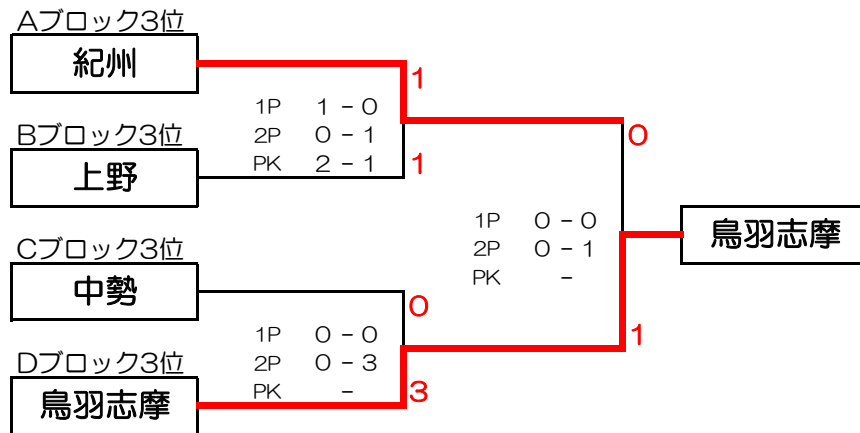 Aブロック3位
紀州
1
1P 1 - 0
2P 0 - 1
PK 2 - 1
Bブロック3位
上野
1
0
1P 0 - 0
2P 0 - 1
PK -
鳥羽志摩
Cブロック3位
中勢
0
1P 0 - 0
2P 0 - 3
PK -
1
Dブロック3位
鳥羽志摩
3